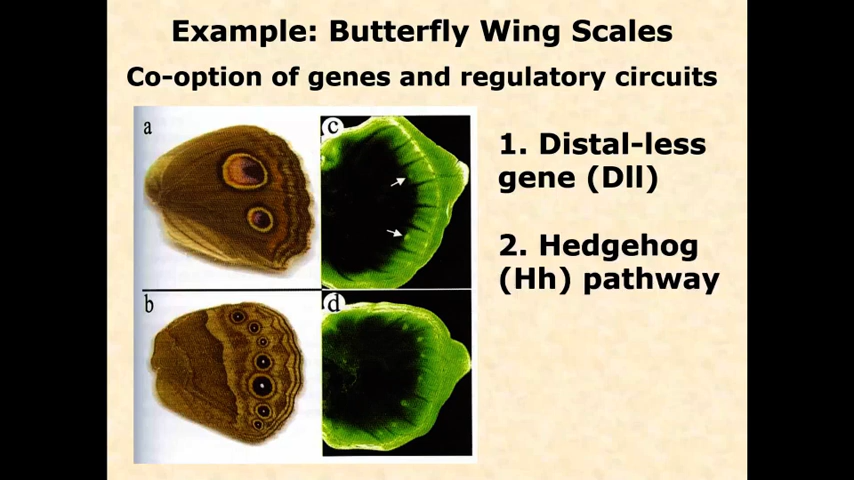 Example: Butterfly Wing Scales
Co-option of genes and regulatory circuits
a
c
b
d
1. Distal-less
gene (Dll)
2. Hedgehog
(Hh) pathway